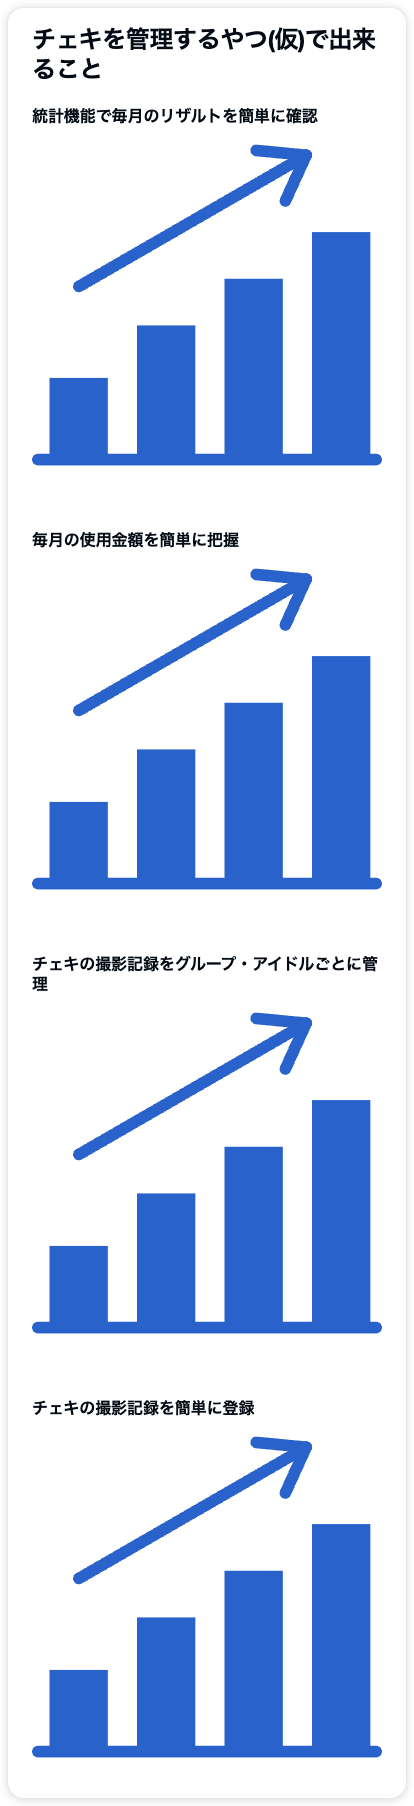 チェキを管理するやつ(仮)で出来
ること
統計機能で毎月のリザルトを簡単に確認
毎月の使用金額を簡単に把握
チェキの撮影記録をグループ・アイドルごとに管
理
チェキの撮影記録を簡単に登録